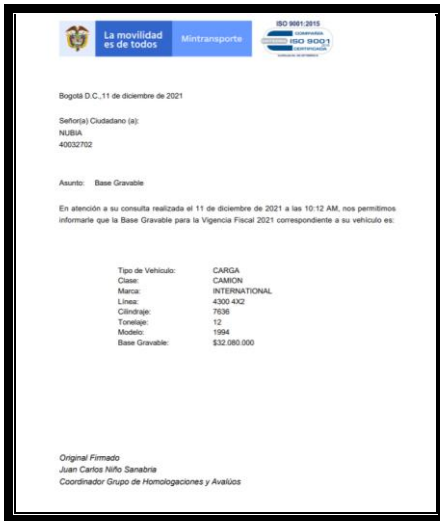 La movilidad
es de todos
Mintransporte
ISO 9001:2015
COMPAÑÍA
ISO 9001
CERTIFICADA
Bogotá D.C.,11 de diciembre de 2021
Señor(a) Ciudadano (a):
NUBIA
40032702
Asunto: Base Gravable
En atención a su consulta realizada el 11 de diciembre de 2021 a las 10:12 AM, nos permitimos
informarle que la Base Gravable para la Vigencia Fiscal 2021 correspondiente a su vehículo es:
Tipo de Vehículo: CARGA
Clase: CAMION
Marca: INTERNATIONAL
Línea: 4300 4X2
Cilindraje: 7636
Tonelaje: 12
Modelo: 1994
Base Gravable: $32.080.000
Original Firmado
Juan Carlos Niño Sanabria
Coordinador Grupo de Homologaciones y Avalúos